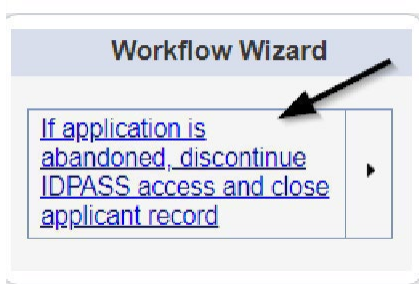 Workflow Wizard
If application is
abandoned, discontinue
IDPASS access and close
applicant record